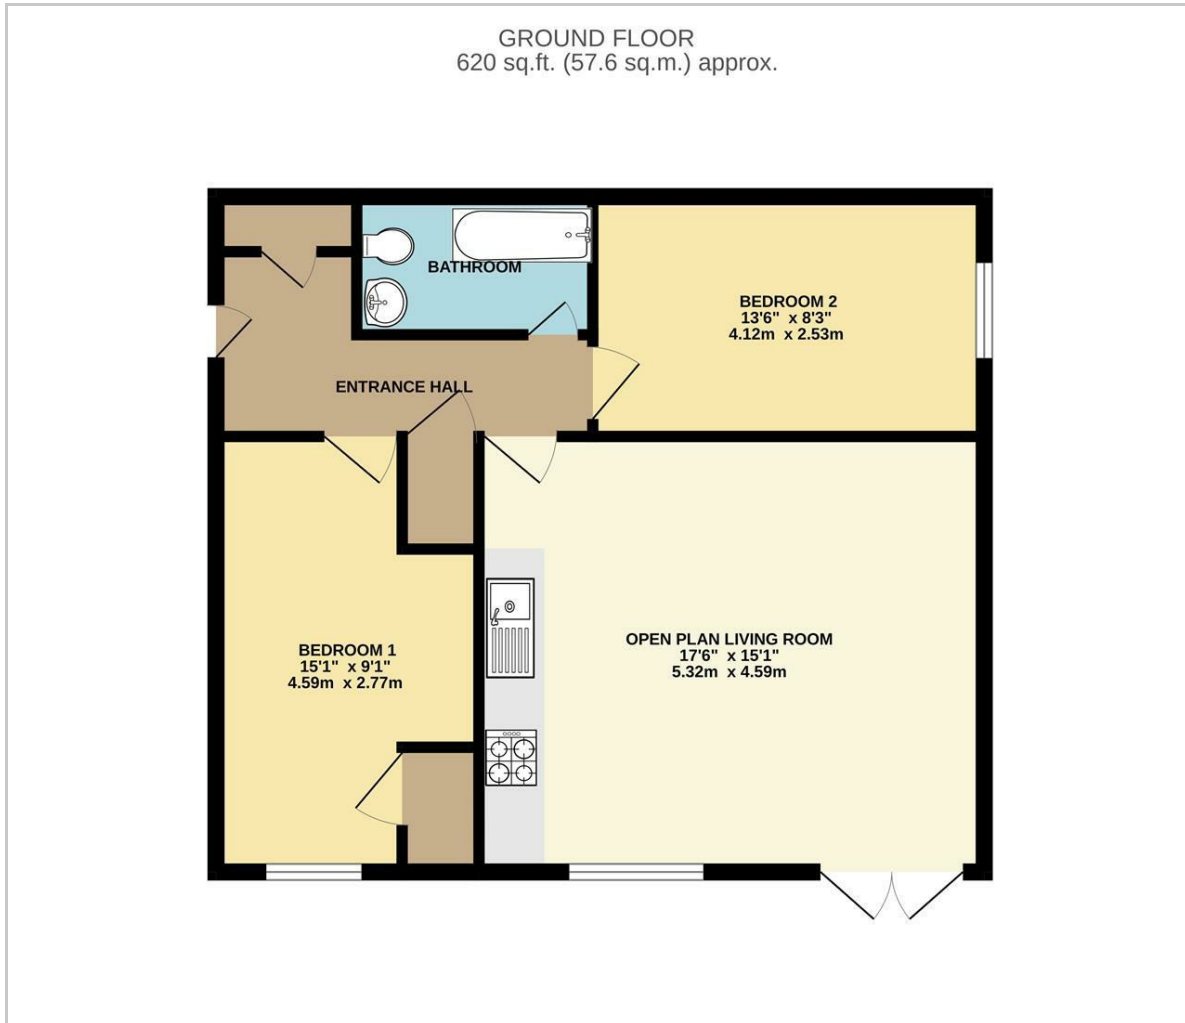 GROUND FLOOR
620 sq.ft. (57.6 sq.m.) approx.
BATHROOM
BEDROOM 2
13'6" x 8'3"
4.12m x 2.53m
ENTRANCE HALL
BEDROOM 1
15'1" x 9'1"
4.59m x 2.77m
OPEN PLAN LIVING ROOM
17'6" x 15'1"
5.32m x 4.59m